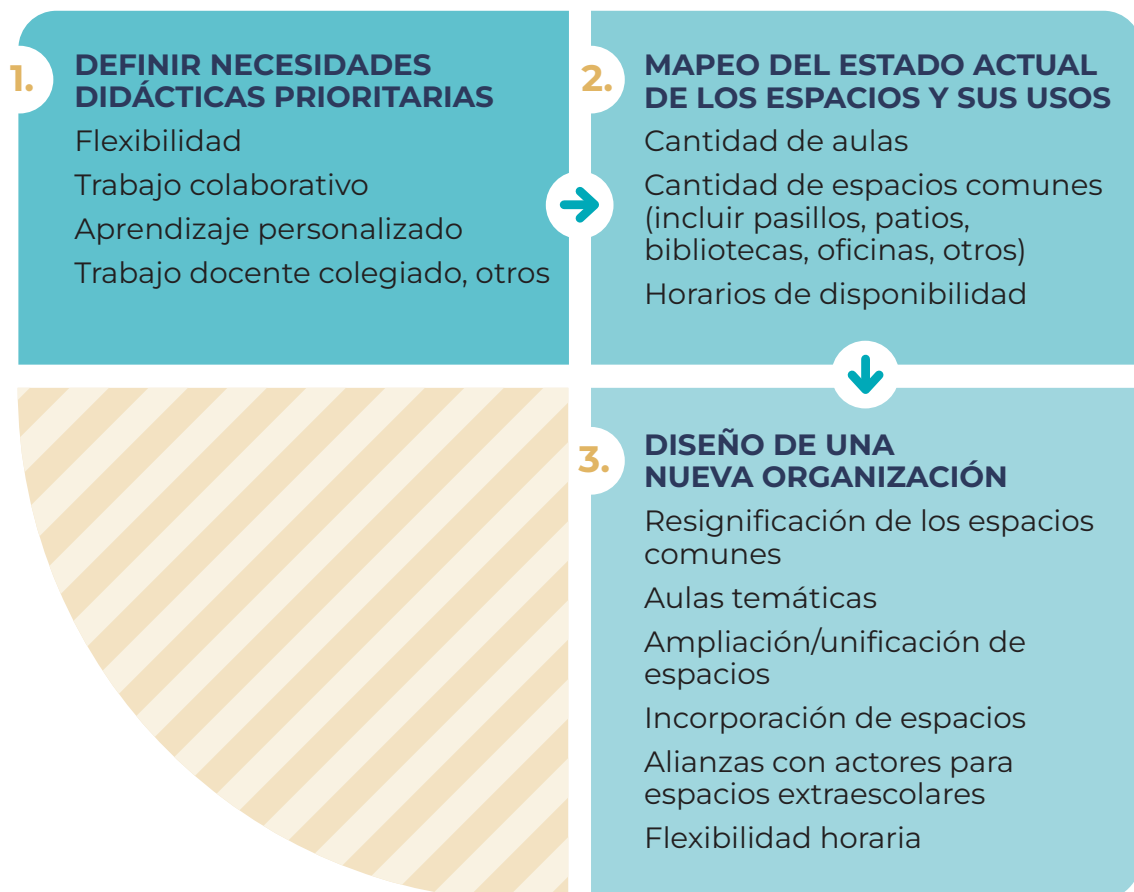 1.
DEFINIR NECESIDADES
DIDÁCTICAS PRIORITARIAS
Flexibilidad
Trabajo colaborativo
Aprendizaje personalizado
Trabajo docente colegiado, otros
2.
MAPEO DEL ESTADO ACTUAL
DE LOS ESPACIOS Y SUS USOS
Cantidad de aulas
Cantidad de espacios comunes
(incluir pasillos, patios,
bibliotecas, oficinas, otros)
Horarios de disponibilidad
3.
DISEÑO DE UNA
NUEVA ORGANIZACIÓN
Resignificación de los espacios
comunes
Aulas temáticas
Ampliación/unificación de
espacios
Incorporación de espacios
Alianzas con actores para
espacios extraescolares
Flexibilidad horaria